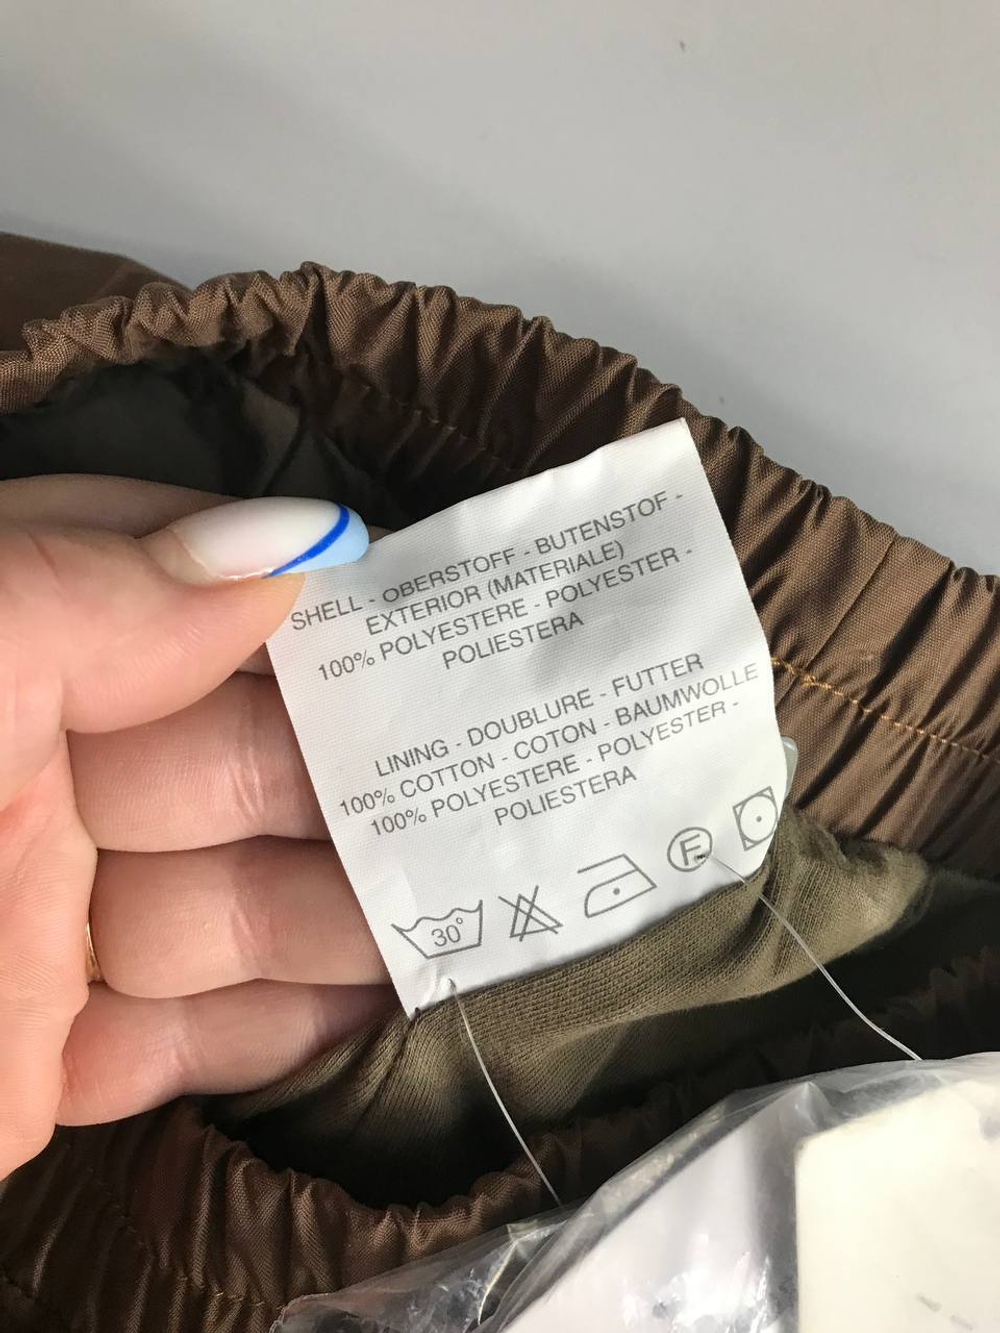 SHELL - OBERSTOFF - BUTENSTOF -
EXTERIOR (MATERIALE)
100% POLYESTERE - POLYESTER -
POLIESTERA
LINING - DOUBLURE - FUTTER
100% COTTON - COTON - BAUMWOLLE
100% POLYESTERE - POLYESTER -
POLIESTERA
30° F